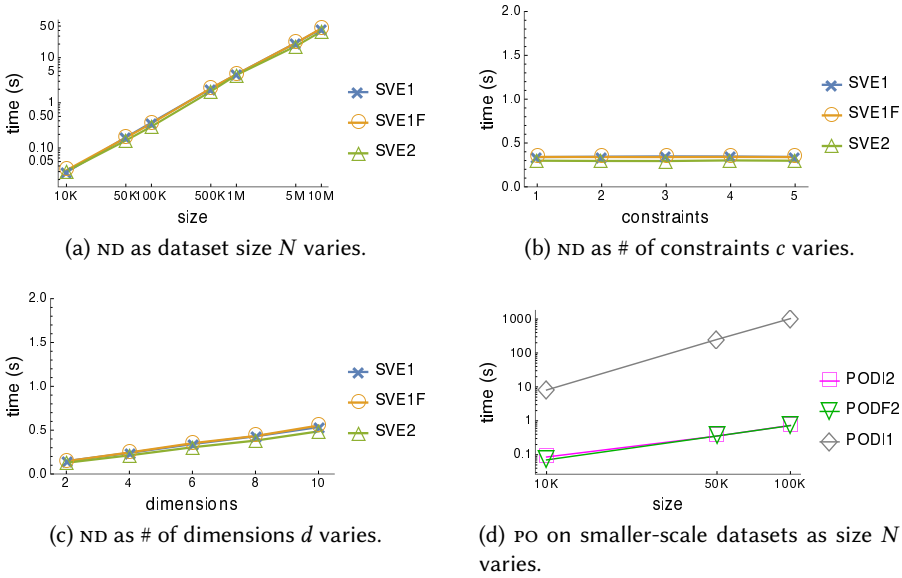 50
10
5
1
0.50
0.10
0.05
time (s)
10K 50K 100K 500K 1M 5M 10M
size
SVE1
SVE1F
SVE2
(a) ND as dataset size N varies.
2.0
1.5
1.0
0.5
0.0
time (s)
1 2 3 4 5
constraints
SVE1
SVE1F
SVE2
(b) ND as # of constraints c varies.
2.0
1.5
1.0
0.5
0.0
time (s)
2 4 6 8 10
dimensions
SVE1
SVE1F
SVE2
(c) ND as # of dimensions d varies.
1000
100
10
1
0.1
time (s)
10K 50K 100K
size
PODI2
PODF2
PODI1
(d) PO on smaller-scale datasets as size N
varies.